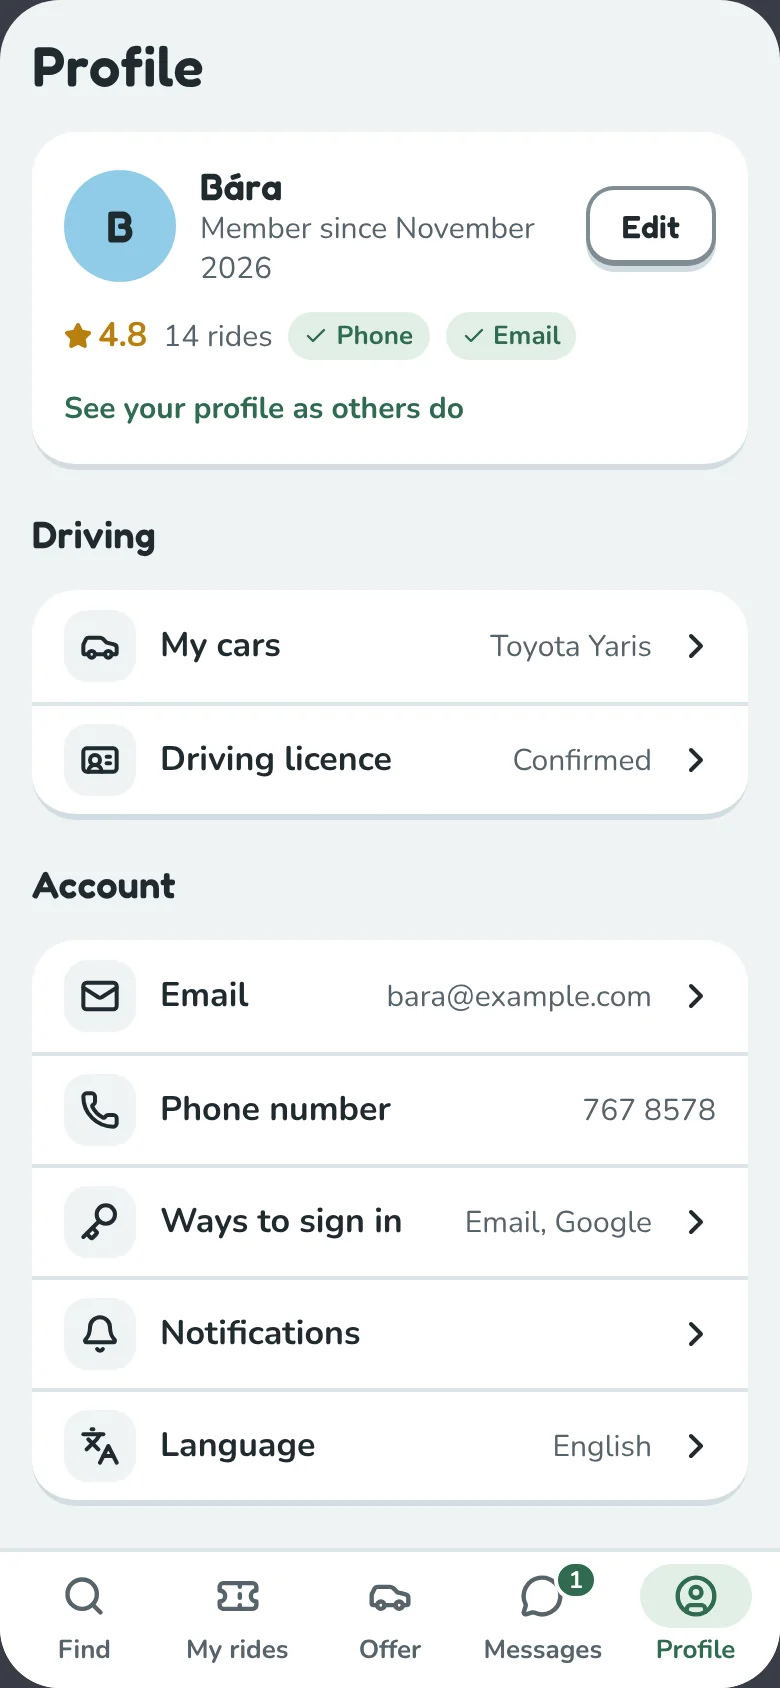 Profile
B
Bára
Member since November
2026
Edit
4.8 14 rides Phone Email
See your profile as others do
Driving
My cars Toyota Yaris
Driving licence Confirmed
Account
Email bara@example.com
Phone number 767 8578
Ways to sign in Email, Google
Notifications
Language English
1
Find My rides Offer Messages Profile